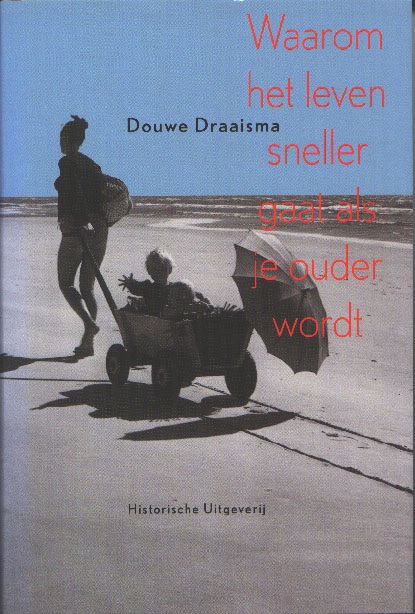 Waarom
het leven
Douwe Draaisma
sneller
gaat als
je ouder
wordt
Historische Uitgeverij